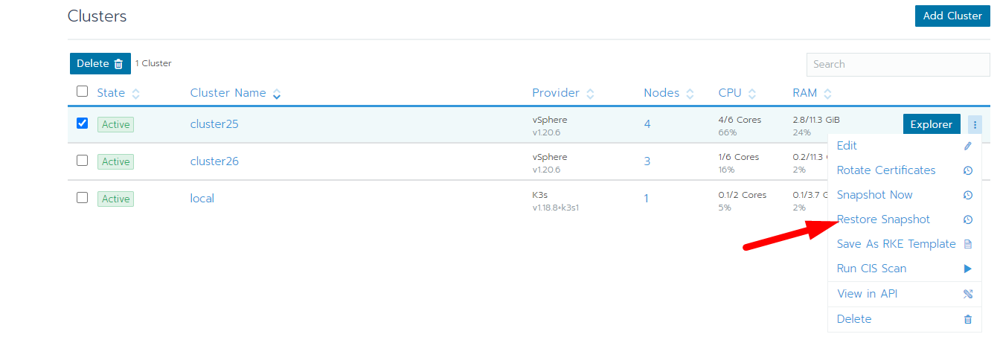 Clusters
Add Cluster
Delete 1 Cluster
Search
State Cluster Name Provider Nodes CPU RAM
Active cluster25 vSphere 4 4/6 Cores 2.8/11.3 GiB Explorer
v1.20.6 66% 24%
Edit
Active cluster26 vSphere 3 1/6 Cores 0.2/11.3
v1.20.6 16% 2%
Rotate Certificates
Snapshot Now
Active local K3s 1 0.1/2 Cores 0.1/3.7 G
v1.18.8+k3s1 5% 2%
Restore Snapshot
Save As RKE Template
Run CIS Scan
View in API
Delete